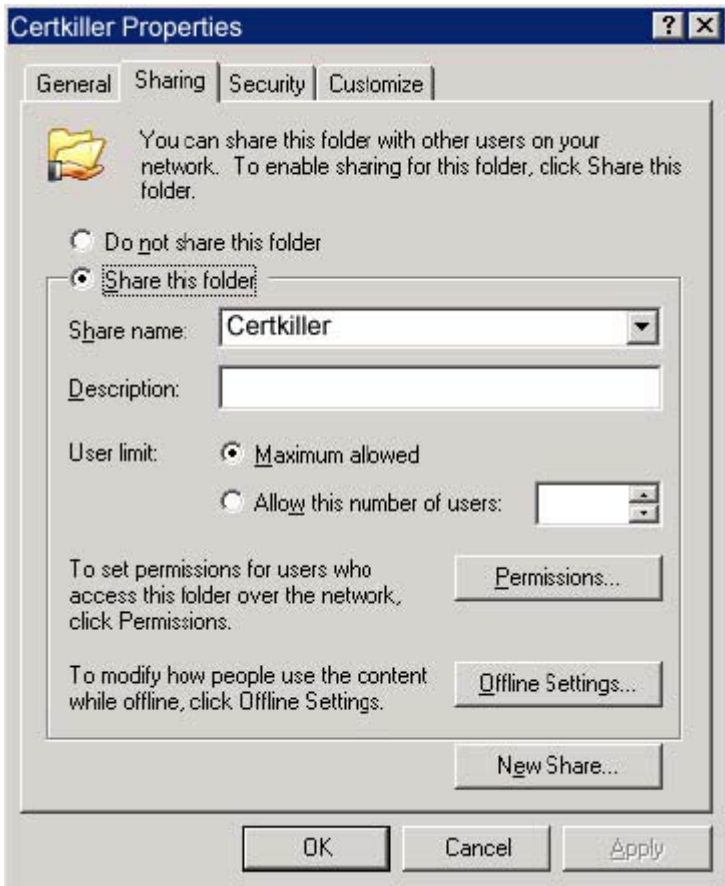 Certkiller Properties
General Sharing Security Customize
You can share this folder with other users on your
network. To enable sharing for this folder, click Share this
folder.
Do not share this folder
Share this folder
Share name: Certkiller
Description:
User limit: Maximum allowed
Allow this number of users:
To set permissions for users who
access this folder over the network,
click Permissions.
Permissions...
To modify how people use the content
while offline, click Offline Settings.
Offline Settings...
New Share...
OK Cancel Apply